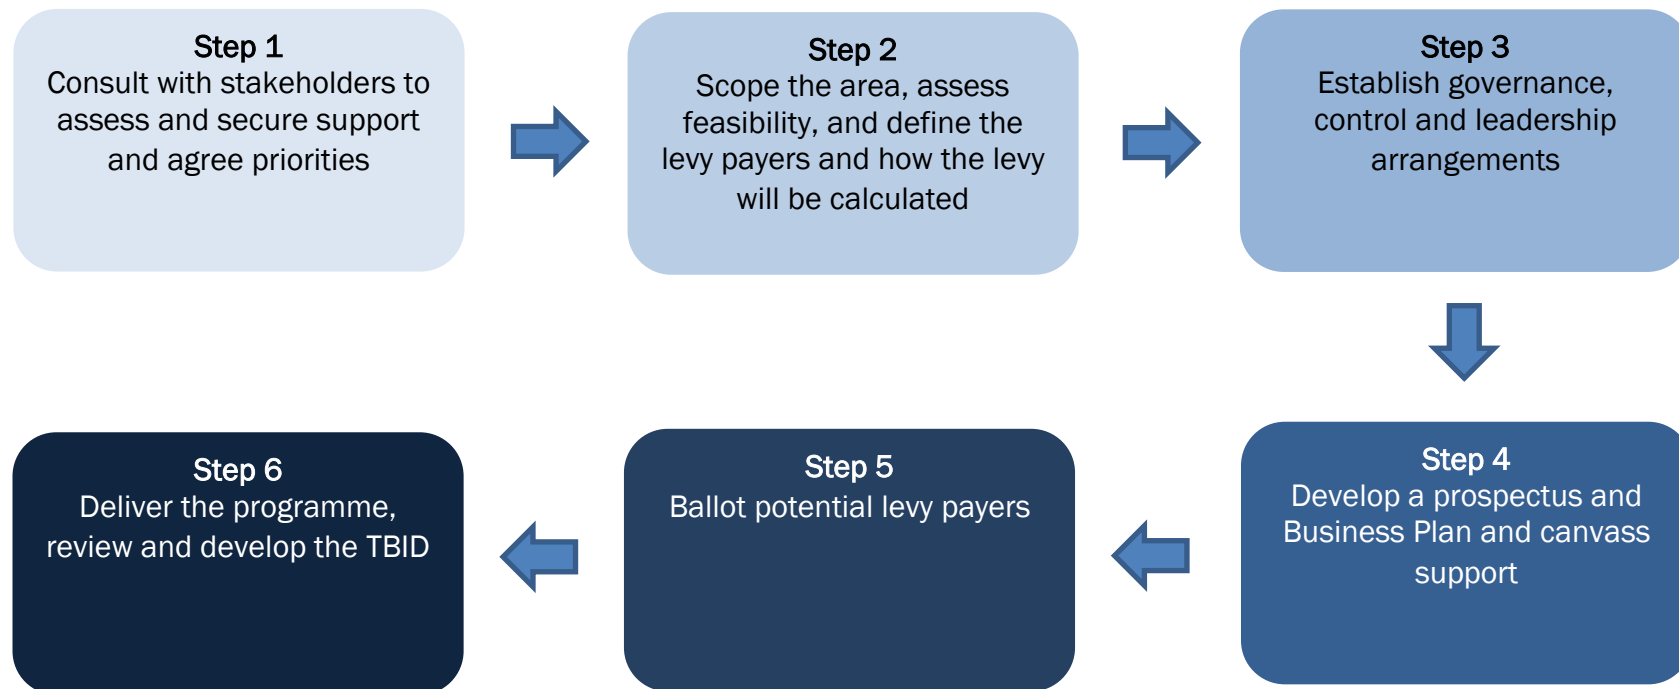 Step 1
Consult with stakeholders to
assess and secure support
and agree priorities
Step 2
Scope the area, assess
feasibility, and define the
levy payers and how the levy
will be calculated
Step 3
Establish governance,
control and leadership
arrangements
Step 4
Develop a prospectus and
Business Plan and canvass
support
Step 5
Ballot potential levy payers
Step 6
Deliver the programme,
review and develop the TBID